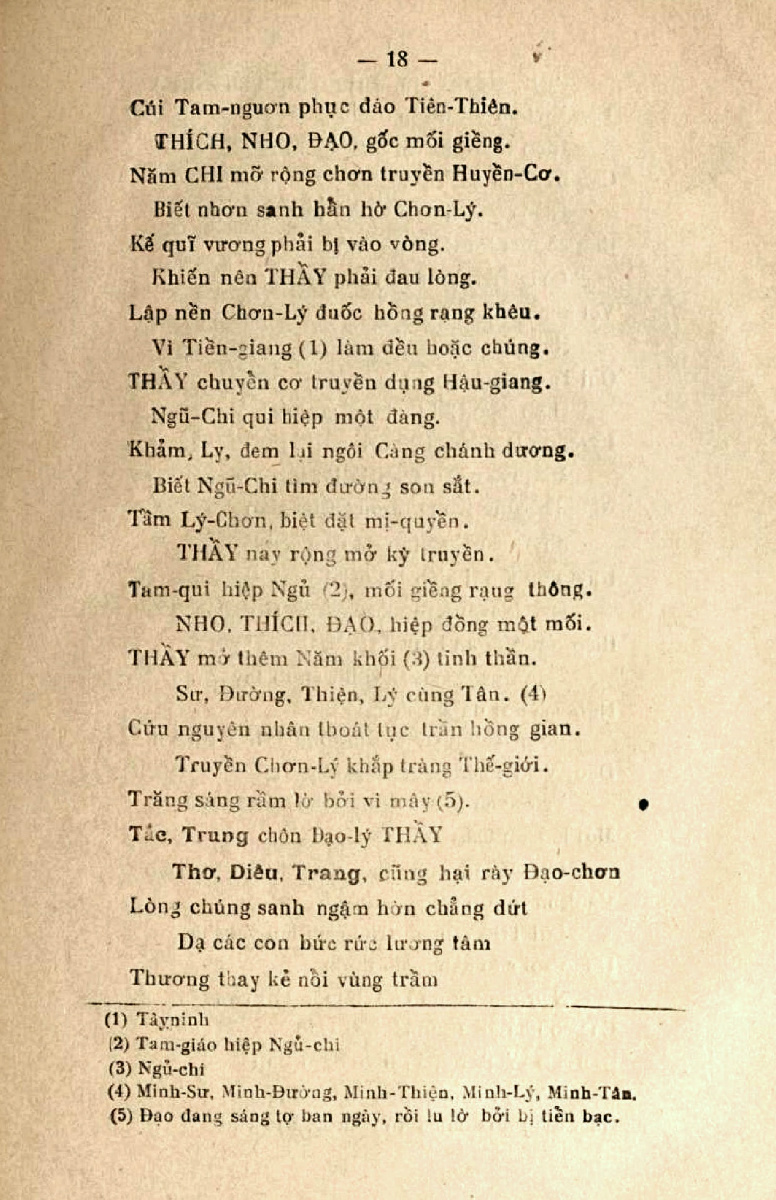 — 18 —
Cúi Tam-nguơn phục đáo Tiên-Thiên.
THÍCH, NHO, ĐẠO, gốc mối giềng.
Năm CHI mỡ rộng chơn truyền Huyền-Cơ.
Biết nhơn sanh hằn hờ Chơn-Lý.
Kế quĩ vương phải bị vào vòng.
Khiến nên THẦY phải đau lòng.
Lập nền Chơn-Lý đuốc hồng rạng khêu.
Vì Tiền-giang (1) làm đều hoặc chúng.
THẦY chuyển cơ truyền dụng Hậu-giang.
Ngũ-Chi qui hiệp một đàng.
Khảm, Ly, đem lại ngôi Càng chánh dương.
Biết Ngũ-Chi tìm đường son sắt.
Tầm Lý-Chơn, biệt đặt mị-quyền.
THẦY nay rộng mở kỳ truyền.
Tam-qui hiệp Ngủ (2), mối giềng rạng thông.
NHO, THÍCH, ĐẠO, hiệp đồng một mối.
THẦY mở thêm Năm khối (3) tinh thần.
Sư, Đường, Thiện, Lý cùng Tân. (4)
Cứu nguyên nhân thoát tục trần hồng gian.
Truyền Chơn-Lý khắp tràng Thế-giới.
Trăng sáng rằm lờ bởi vì mây (5).
Tắc, Trung chôn Đạo-lý THẦY
Thơ, Diêu, Trang, cũng hại rày Đạo-chơn
Lòng chúng sanh ngậm hờn chẳng dứt
Dạ các con bức rức lương tâm
Thương thay kẻ nồi vùng trầm
(1) Tâyninh
(2) Tam-giáo hiệp Ngủ-chi
(3) Ngủ-chi
(4) Minh-Sư, Minh-Đường, Minh-Thiện, Minh-Lý, Minh-Tân.
(5) Đạo đang sáng tợ ban ngày, rồi lu lờ bởi bị tiền bạc.